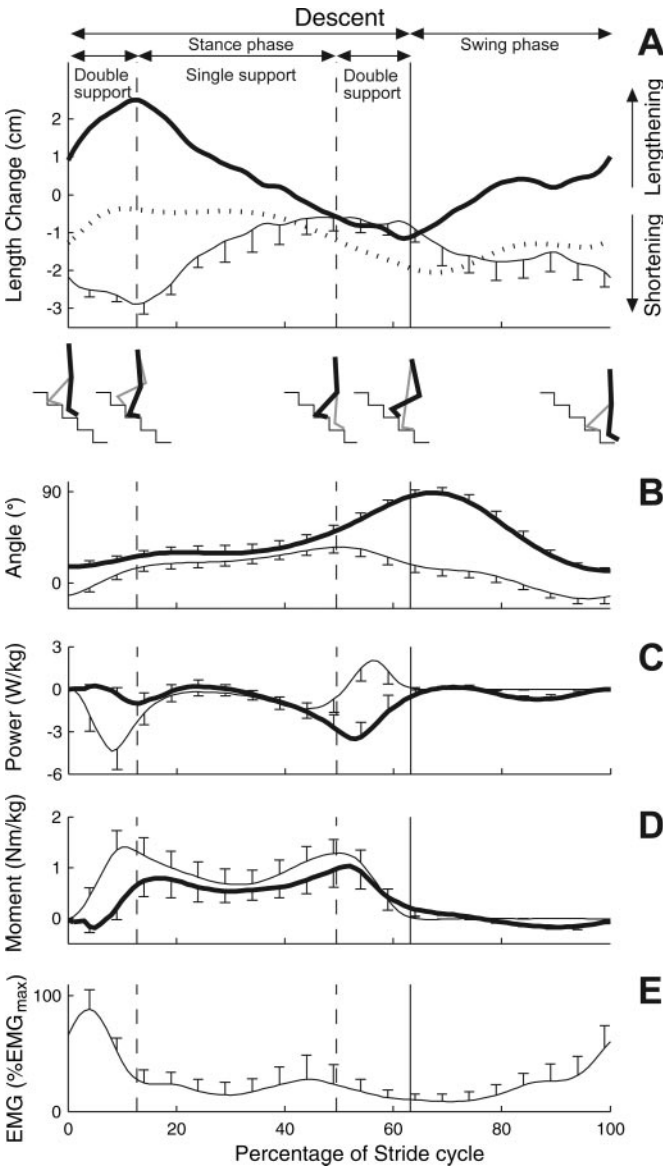 Descent
Stance phase
Swing phase
A
Double support
Single support
Double support
Length Change (cm)
2
1
0
-1
-2
-3
Lengthening
Shortening
B
Angle (°)
90
0
C
Power (W/kg)
3
0
-3
-6
D
Moment (Nm/kg)
2
1
0
E
EMG (%EMGmax)
100
0
0 20 40 60 80 100
Percentage of Stride cycle